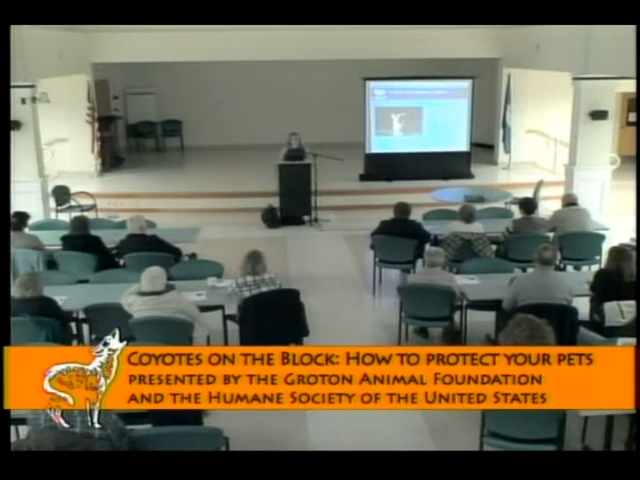 Coyotes on the Block: How to protect your pets
presented by the Groton Animal Foundation
and the Humane Society of the United States